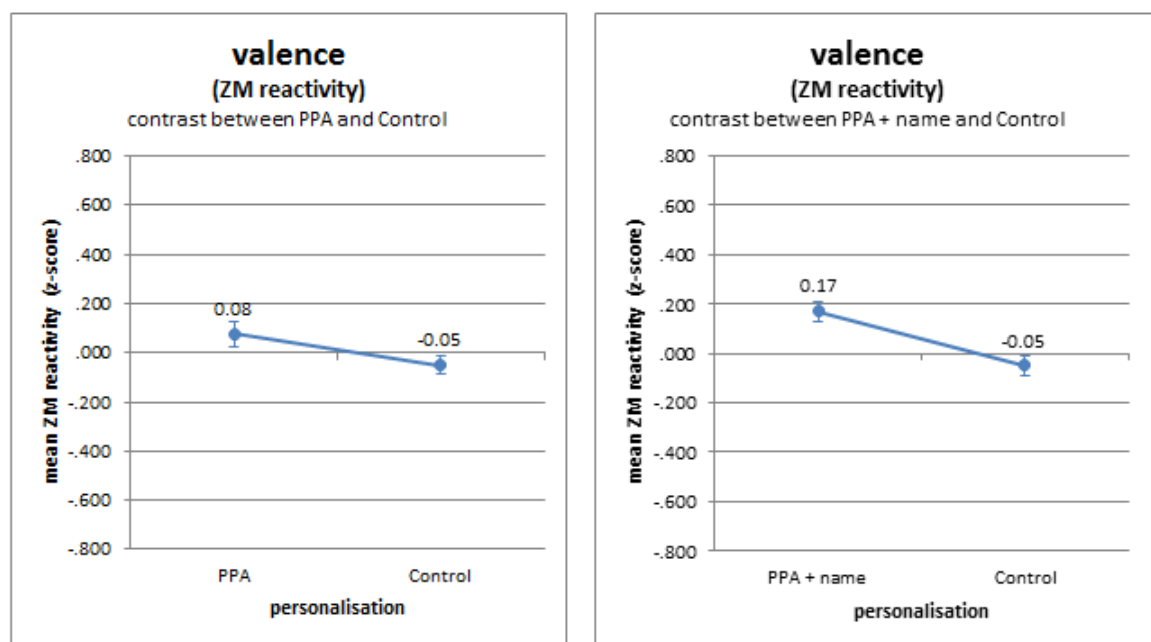 valence
(ZM reactivity)
contrast between PPA and Control
mean ZM reactivity (z-score)
.800
.600
.400
.200
.000
-.200
-.400
-.600
-.800
0.08
-0.05
PPA
Control
personalisation
valence
(ZM reactivity)
contrast between PPA + name and Control
mean ZM reactivity (z-score)
.800
.600
.400
.200
.000
-.200
-.400
-.600
-.800
0.17
-0.05
PPA + name
Control
personalisation